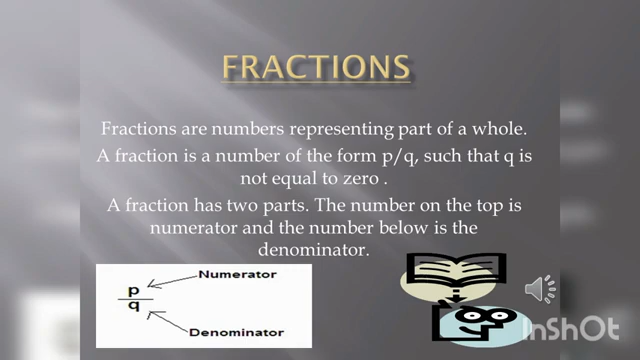 FRACTIONS
Fractions are numbers representing part of a whole.
A fraction is a number of the form p/q, such that q is
not equal to zero .
A fraction has two parts. The number on the top is
numerator and the number below is the
denominator.
Numerator
p
q
Denominator
InShOt